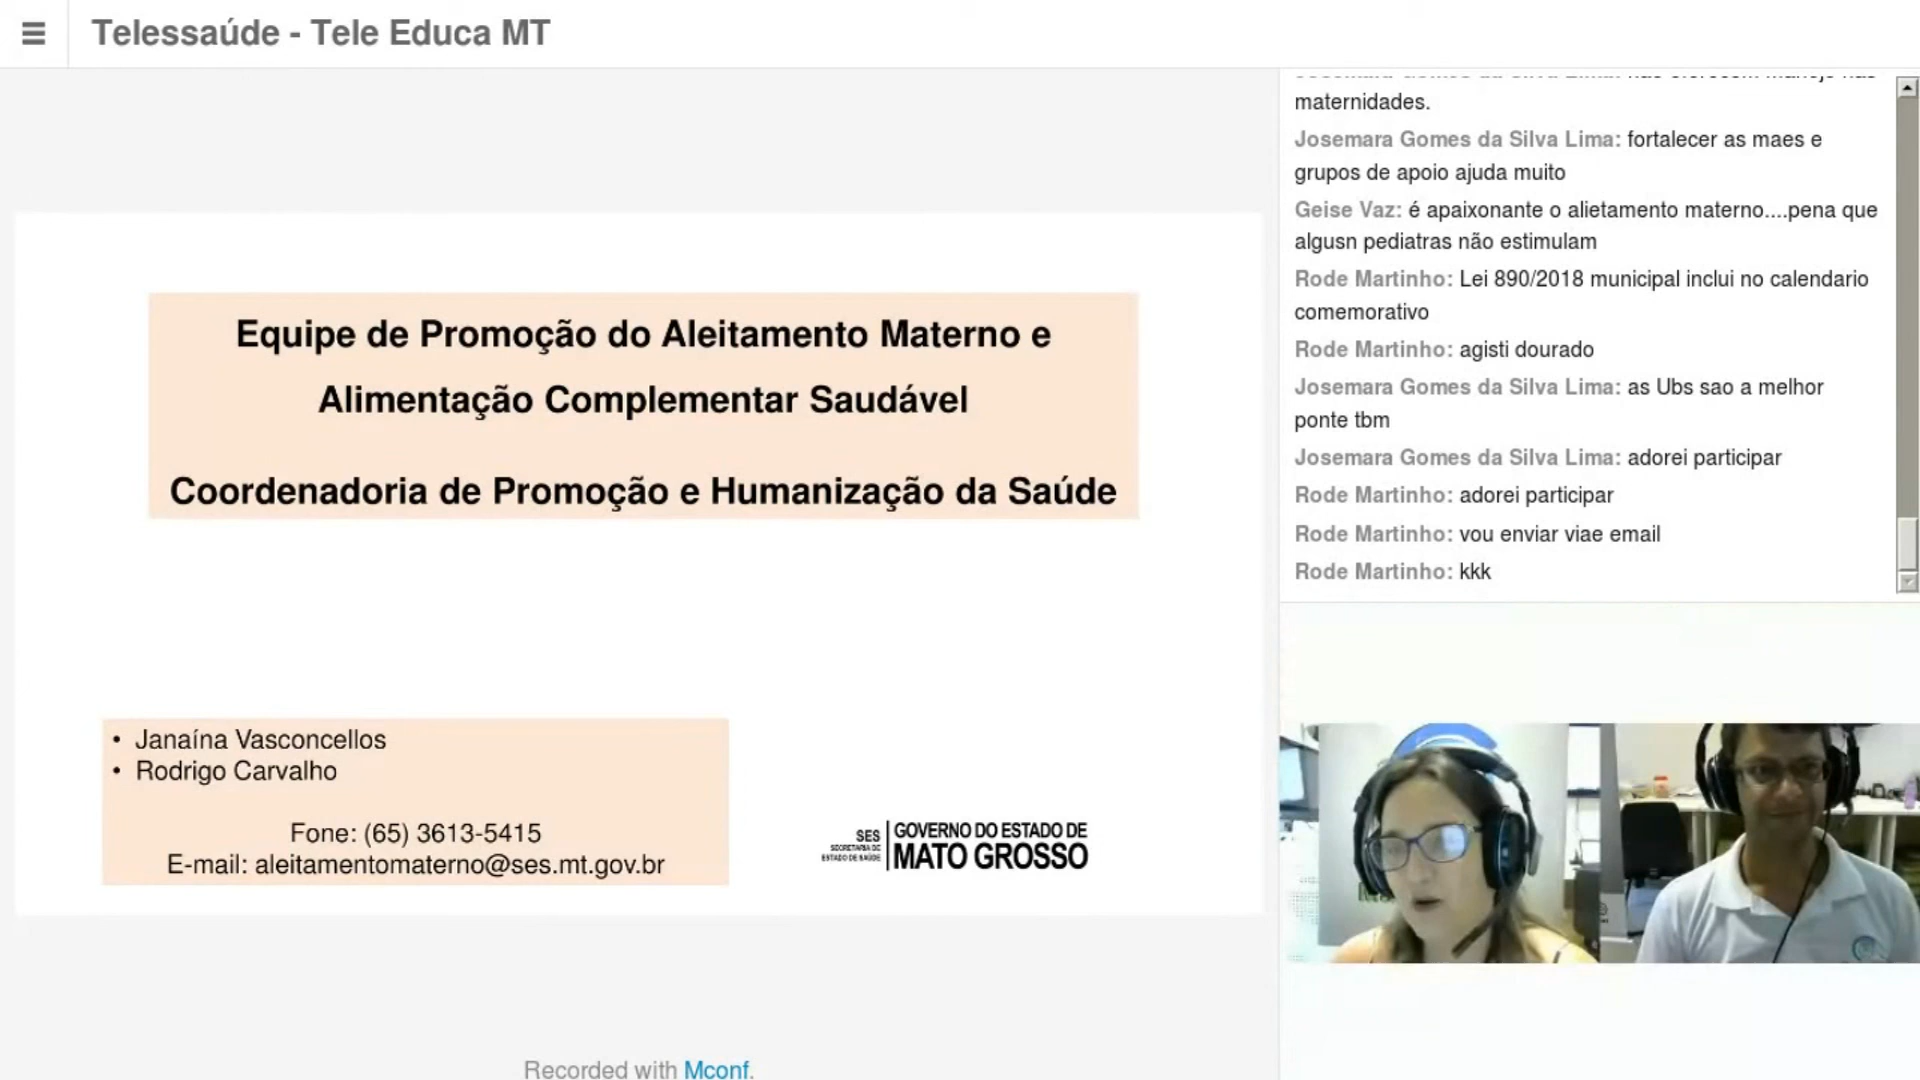 Telessaúde - Tele Educa MT
Equipe de Promoção do Aleitamento Materno e
Alimentação Complementar Saudável
Coordenadoria de Promoção e Humanização da Saúde
• Janaína Vasconcellos
• Rodrigo Carvalho
Fone: (65) 3613-5415
E-mail: aleitamentomaterno@ses.mt.gov.br
SES
SECRETARIA DE
ESTADO DE SAÚDE
GOVERNO DO ESTADO DE
MATO GROSSO
Recorded with Mconf.
maternidades.
Josemara Gomes da Silva Lima: fortalecer as maes e
grupos de apoio ajuda muito
Geise Vaz: é apaixonante o alietamento materno....pena que
algusn pediatras não estimulam
Rode Martinho: Lei 890/2018 municipal inclui no calendario
comemorativo
Rode Martinho: agisti dourado
Josemara Gomes da Silva Lima: as Ubs sao a melhor
ponte tbm
Josemara Gomes da Silva Lima: adorei participar
Rode Martinho: adorei participar
Rode Martinho: vou enviar viae email
Rode Martinho: kkk